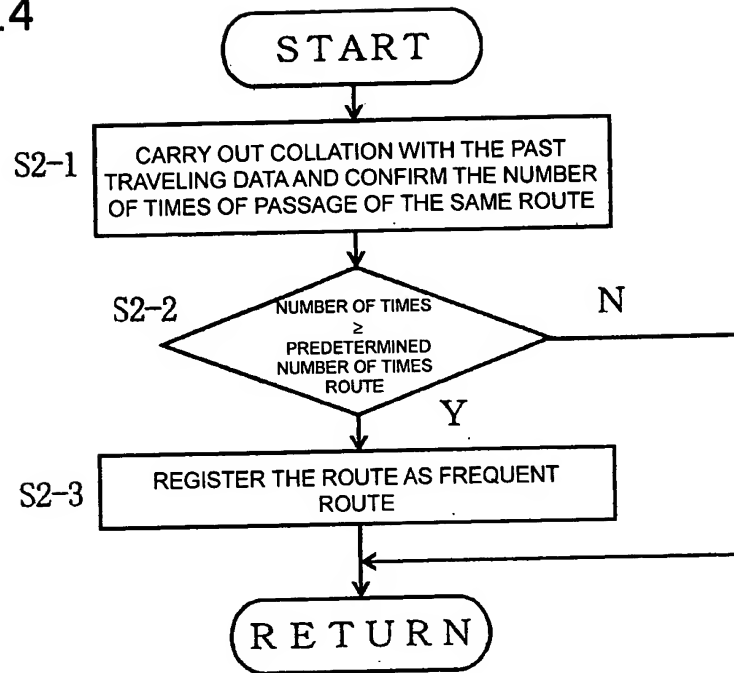 .4
START
S2-1
CARRY OUT COLLATION WITH THE PAST
TRAVELING DATA AND CONFIRM THE NUMBER
OF TIMES OF PASSAGE OF THE SAME ROUTE
S2-2
NUMBER OF TIMES
≥
PREDETERMINED
NUMBER OF TIMES
ROUTE
N
Y
S2-3
REGISTER THE ROUTE AS FREQUENT
ROUTE
RETURN